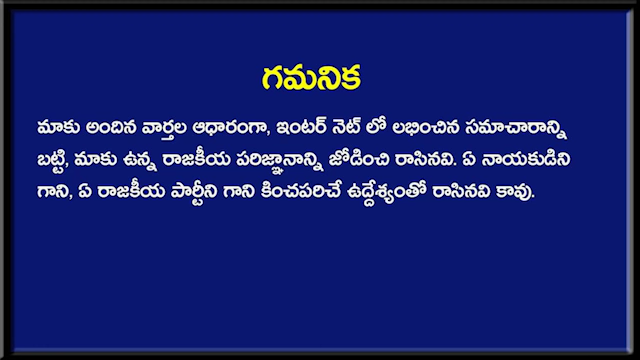 గమనిక
మాకు అందిన వార్తల ఆధారంగా, ఇంటర్ నెట్ లో లభించిన సమాచారాన్ని
బట్టి, మాకు ఉన్న రాజకీయ పరిజ్ఞానాన్ని జోడించి రాసినవి. ఏ నాయకుడిని
గాని, ఏ రాజకీయ పార్టీని గాని కించపరిచే ఉద్దేశ్యంతో రాసినవి కావు.